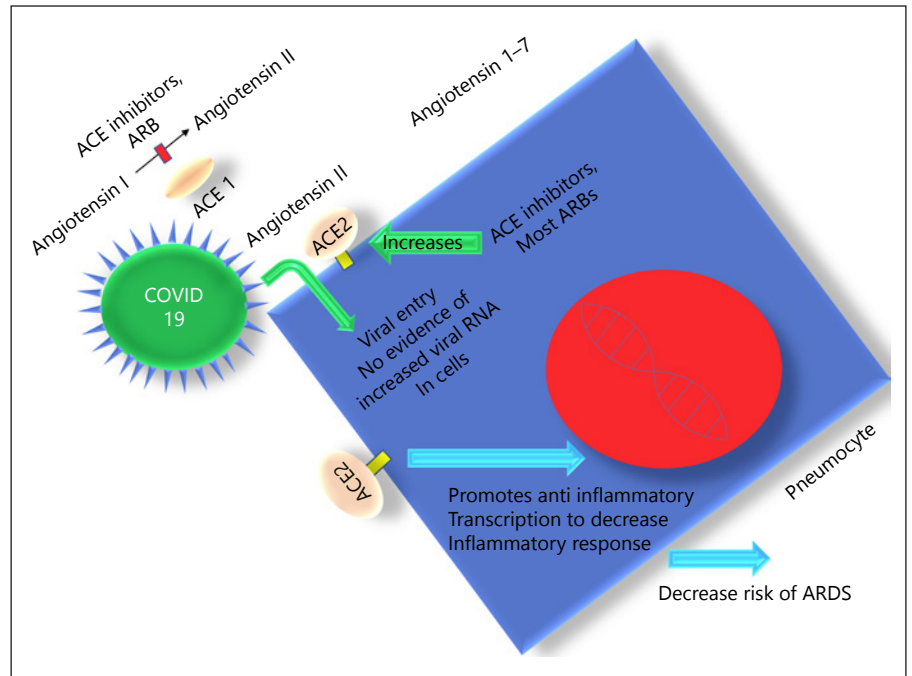 ACE inhibitors,
ARB
Angiotensin I
Angiotensin II
ACE 1
Angiotensin II
Angiotensin 1–7
COVID
19
ACE2
Increases
ACE inhibitors,
Most ARBs
Viral entry
No evidence of
increased viral RNA
In cells
ACE2
Promotes anti inflammatory
Transcription to decrease
Inflammatory response
Pneumocyte
Decrease risk of ARDS